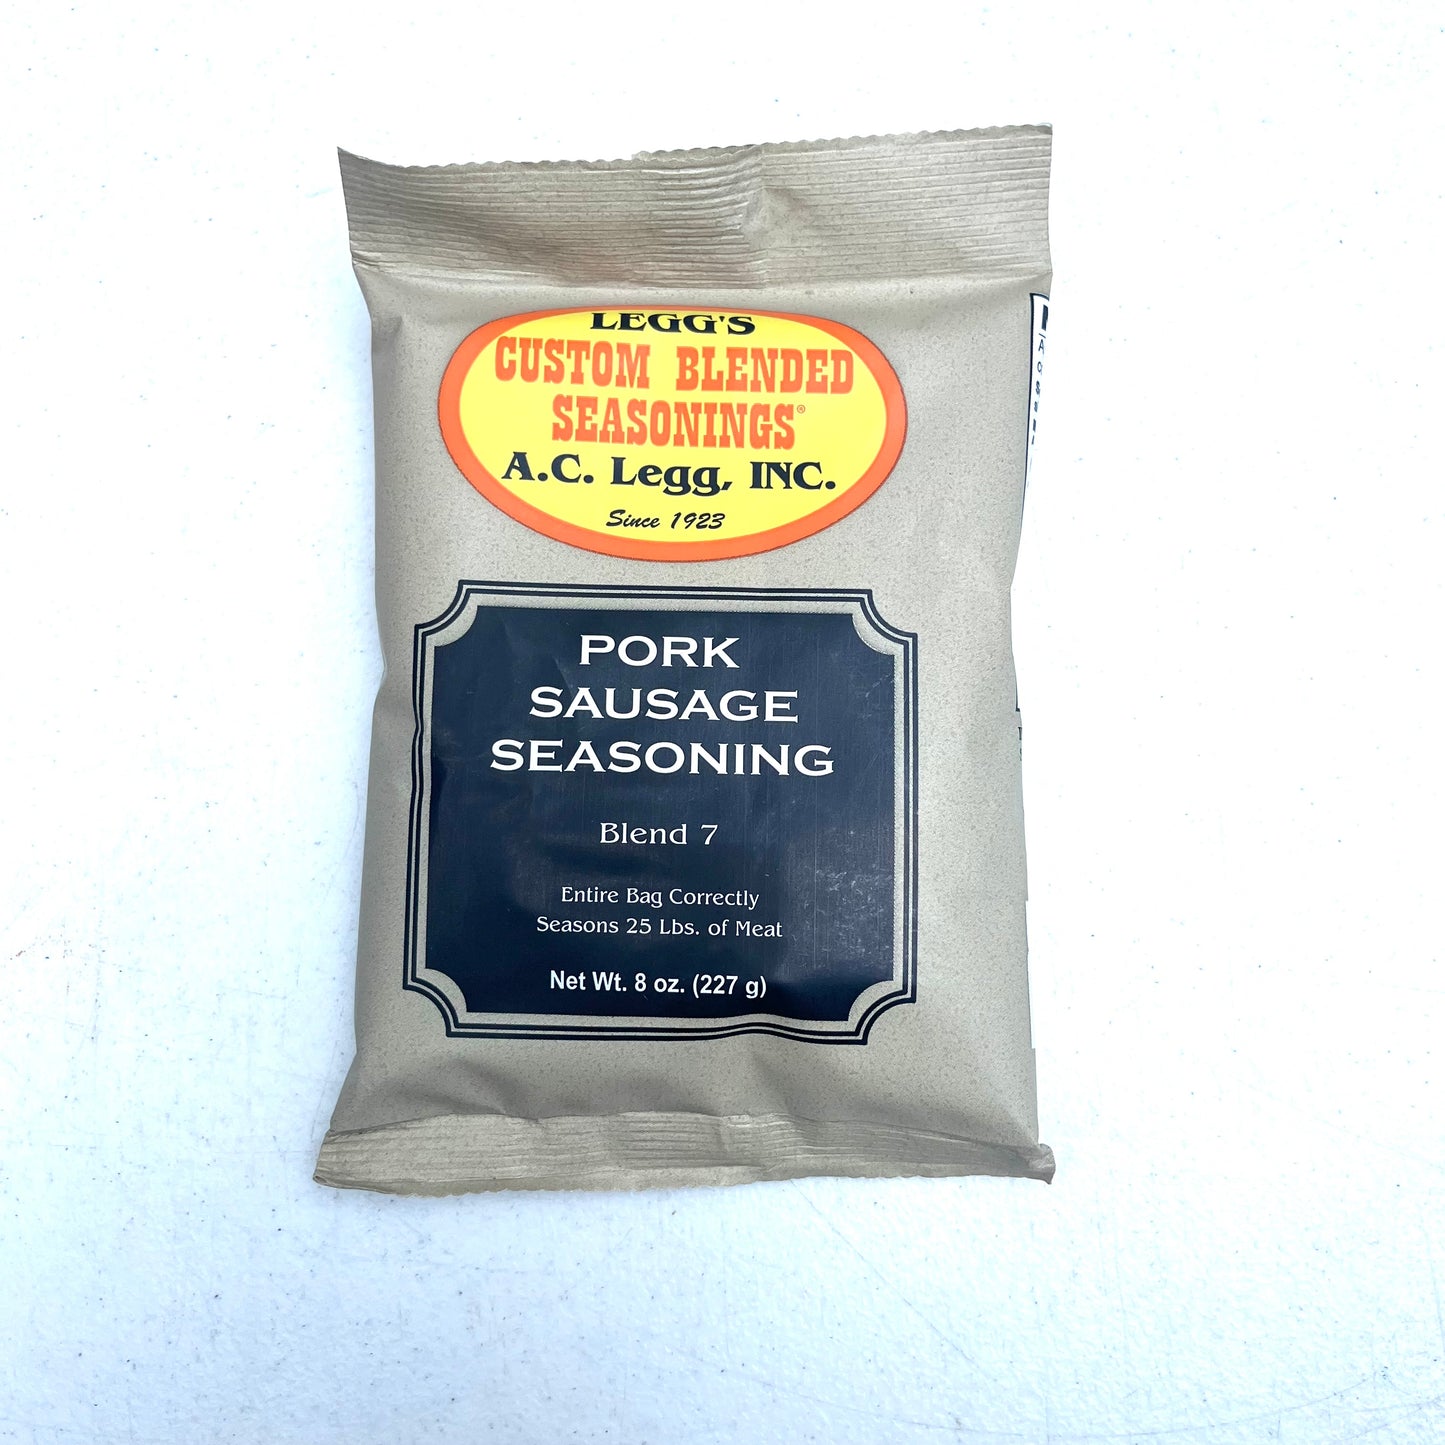 LEGG'S
CUSTOM BLENDED
SEASONINGS®
A.C. Legg, INC.
Since 1923
PORK
SAUSAGE
SEASONING
Blend 7
Entire Bag Correctly
Seasons 25 Lbs. of Meat
Net Wt. 8 oz. (227 g)